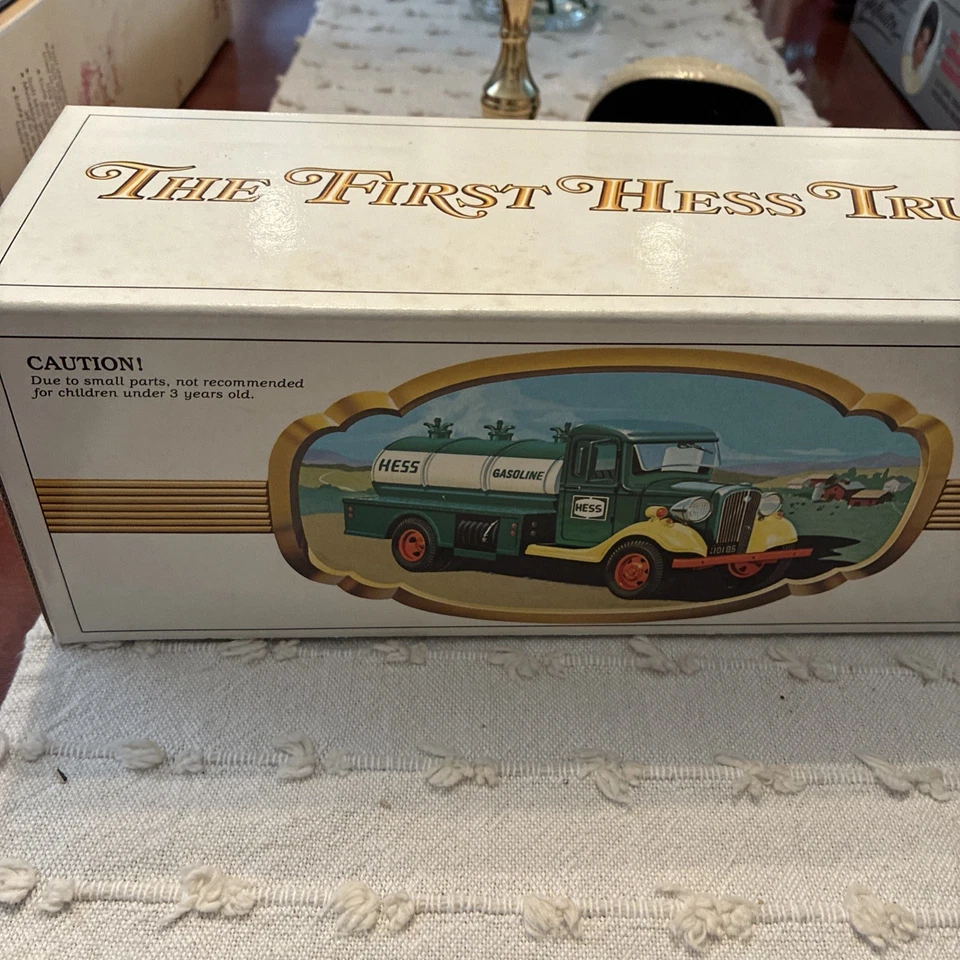 THE FIRST HESS TRU
CAUTION!
Due to small parts, not recommended
for children under 3 years old.
HESS
GASOLINE
HESS